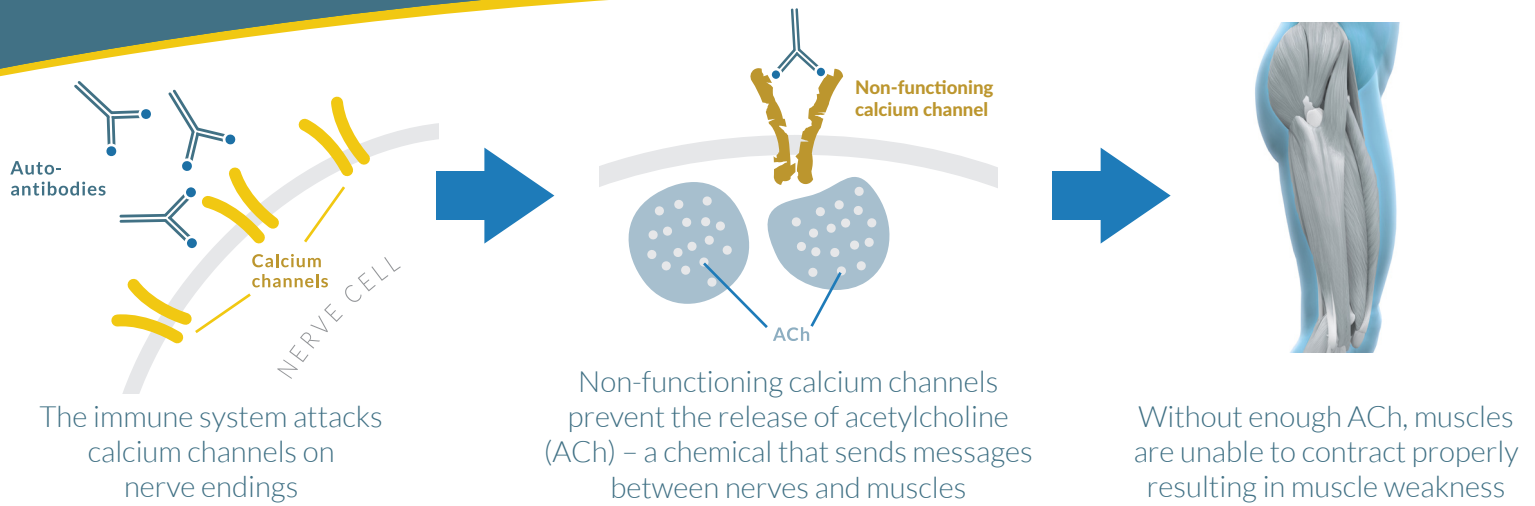 Auto-
antibodies
Calcium
channels
NERVE CELL
The immune system attacks
calcium channels on
nerve endings
Non-functioning
calcium channel
ACh
Non-functioning calcium channels
prevent the release of acetylcholine
(ACh) – a chemical that sends messages
between nerves and muscles
Without enough ACh, muscles
are unable to contract properly
resulting in muscle weakness